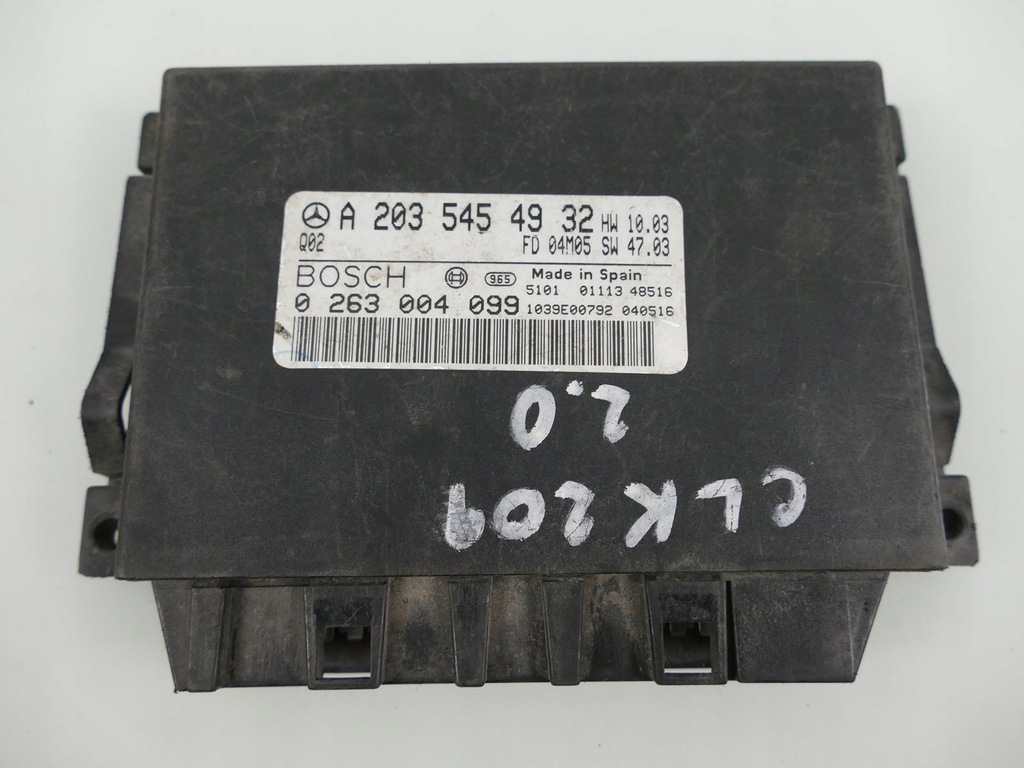 A 203 545 49 32 HW 10.03
Q02 FD 04M05 SW 47.03
BOSCH 965 Made in Spain
5101 01113 48516
0 263 004 099 1039E00792 040516
CLK 209
2.0